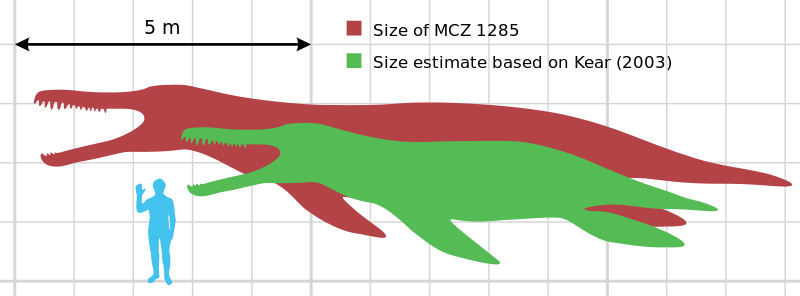 5 m
Size of MCZ 1285
Size estimate based on Kear (2003)